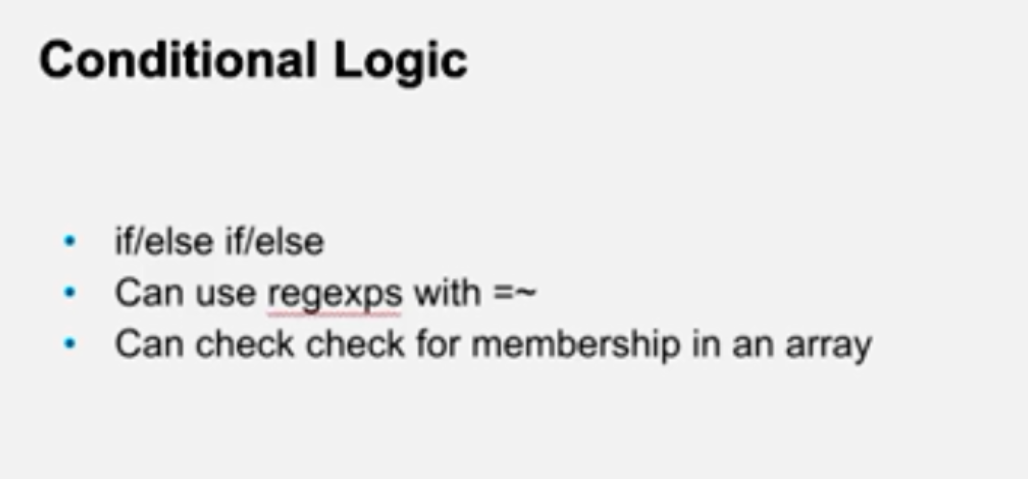 Conditional Logic
• if/else if/else
• Can use regexps with =~
• Can check check for membership in an array